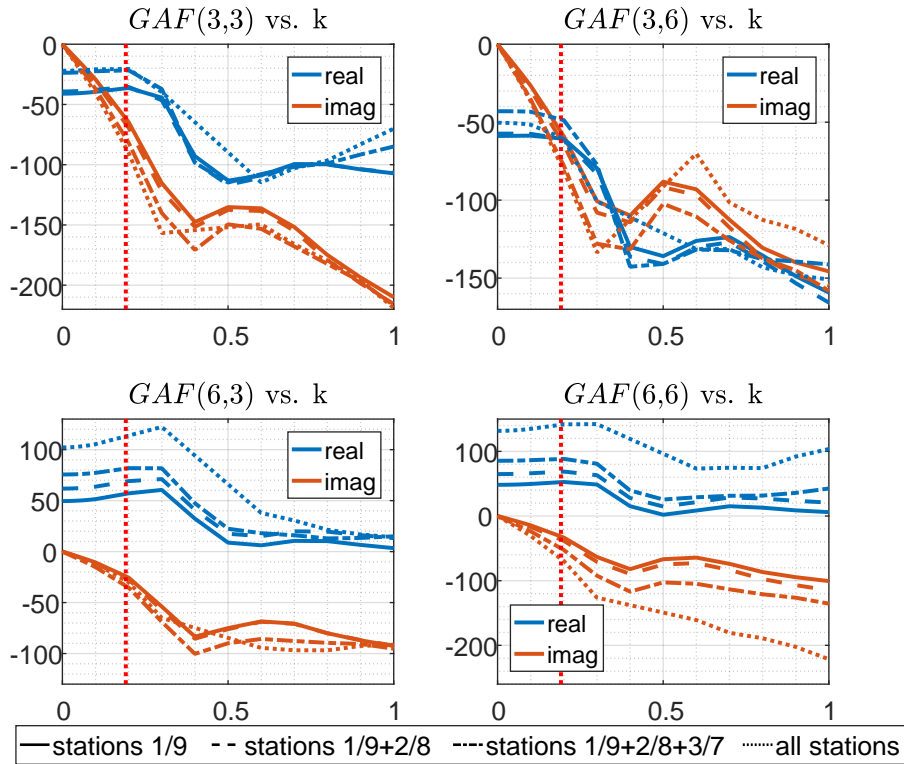 GAF(3,3) vs. k
GAF(3,6) vs. k
0
-50
-100
-150
-200
real
imag
0
0.5
1
0
-50
-100
-150
real
imag
0
0.5
1
GAF(6,3) vs. k
GAF(6,6) vs. k
100
50
0
-50
-100
real
imag
0
0.5
1
100
0
-100
-200
real
imag
0
0.5
1
stations 1/9 stations 1/9+2/8 stations 1/9+2/8+3/7 all stations